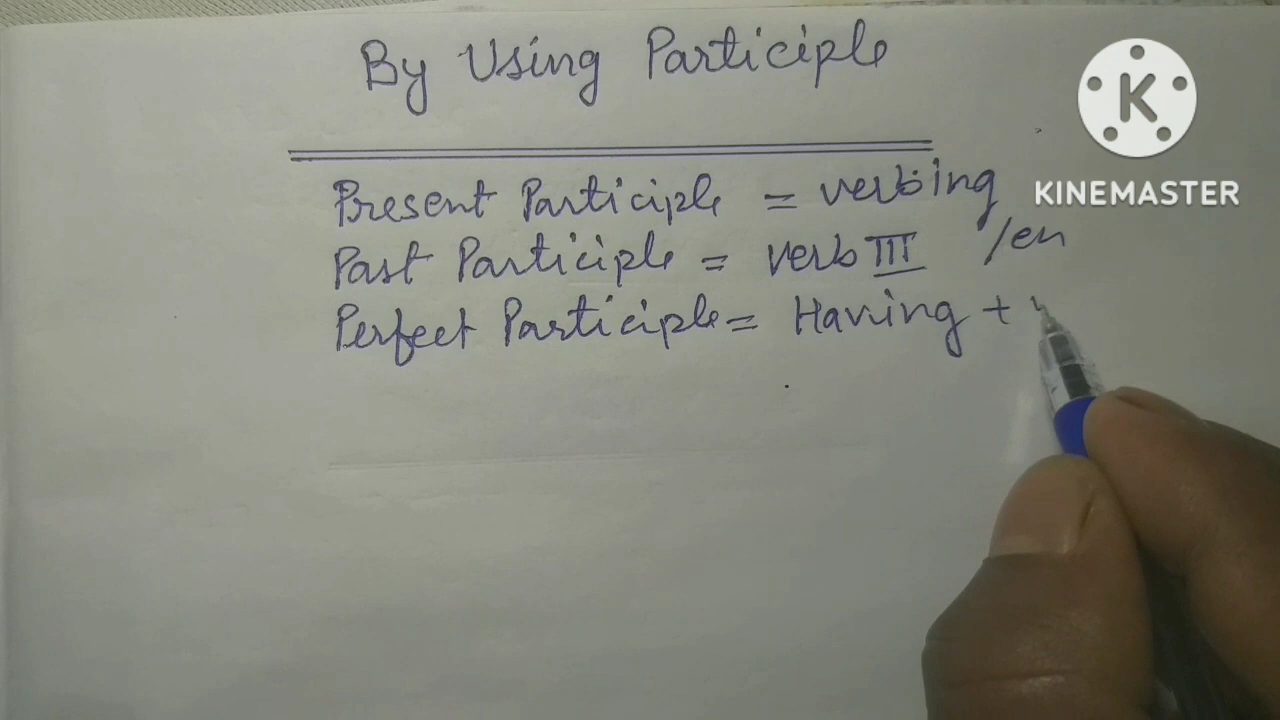 By Using Participle
K
KINEMASTER
Present Participle = verbing
Past Participle = verb III /en
Perfect Participle = Having +